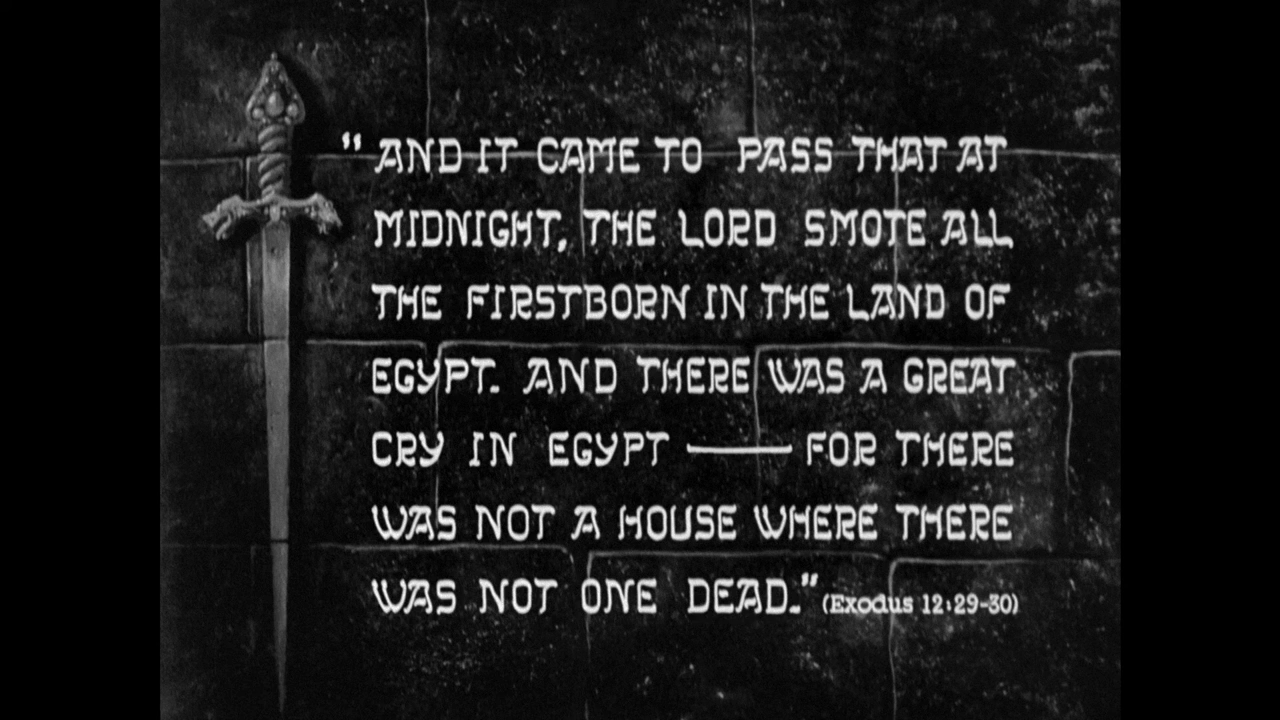 "AND IT CAME TO PASS THAT AT
MIDNIGHT, THE LORD SMOTE ALL
THE FIRSTBORN IN THE LAND OF
EGYPT. AND THERE WAS A GREAT
CRY IN EGYPT — FOR THERE
WAS NOT A HOUSE WHERE THERE
WAS NOT ONE DEAD." (Exodus 12:29-30)